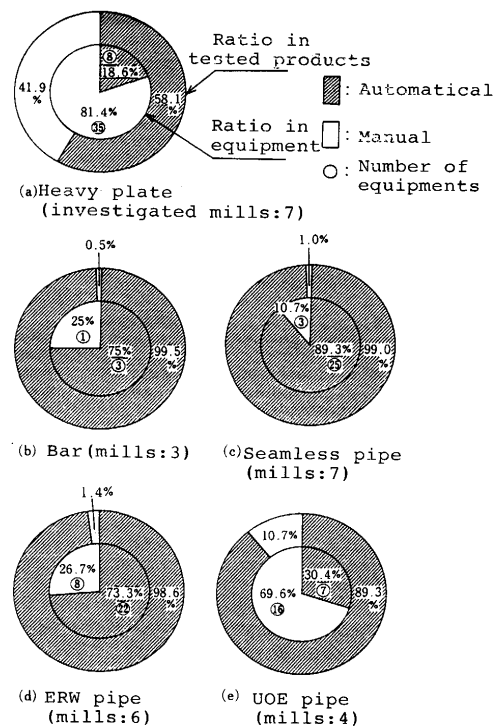 Ratio in
tested products
⑧
18.6%
: Automatical
41.9
%
58.1
%
81.4%
㉟
Ratio in
equipment
: Manual
: Number of
equipments
(a) Heavy plate
(investigated mills:7)
0.5%
25%
①
75%
③
99.5
%
(b) Bar(mills:3)
1.0%
10.7%
③
89.3%
㉕
99.0
%
(c) Seamless pipe
(mills:7)
1.4%
26.7%
⑧
73.3%
㉒
98.6
%
(d) ERW pipe
(mills:6)
10.7%
30.4%
⑦
69.6%
⑯
89.3
%
(e) UOE pipe
(mills:4)